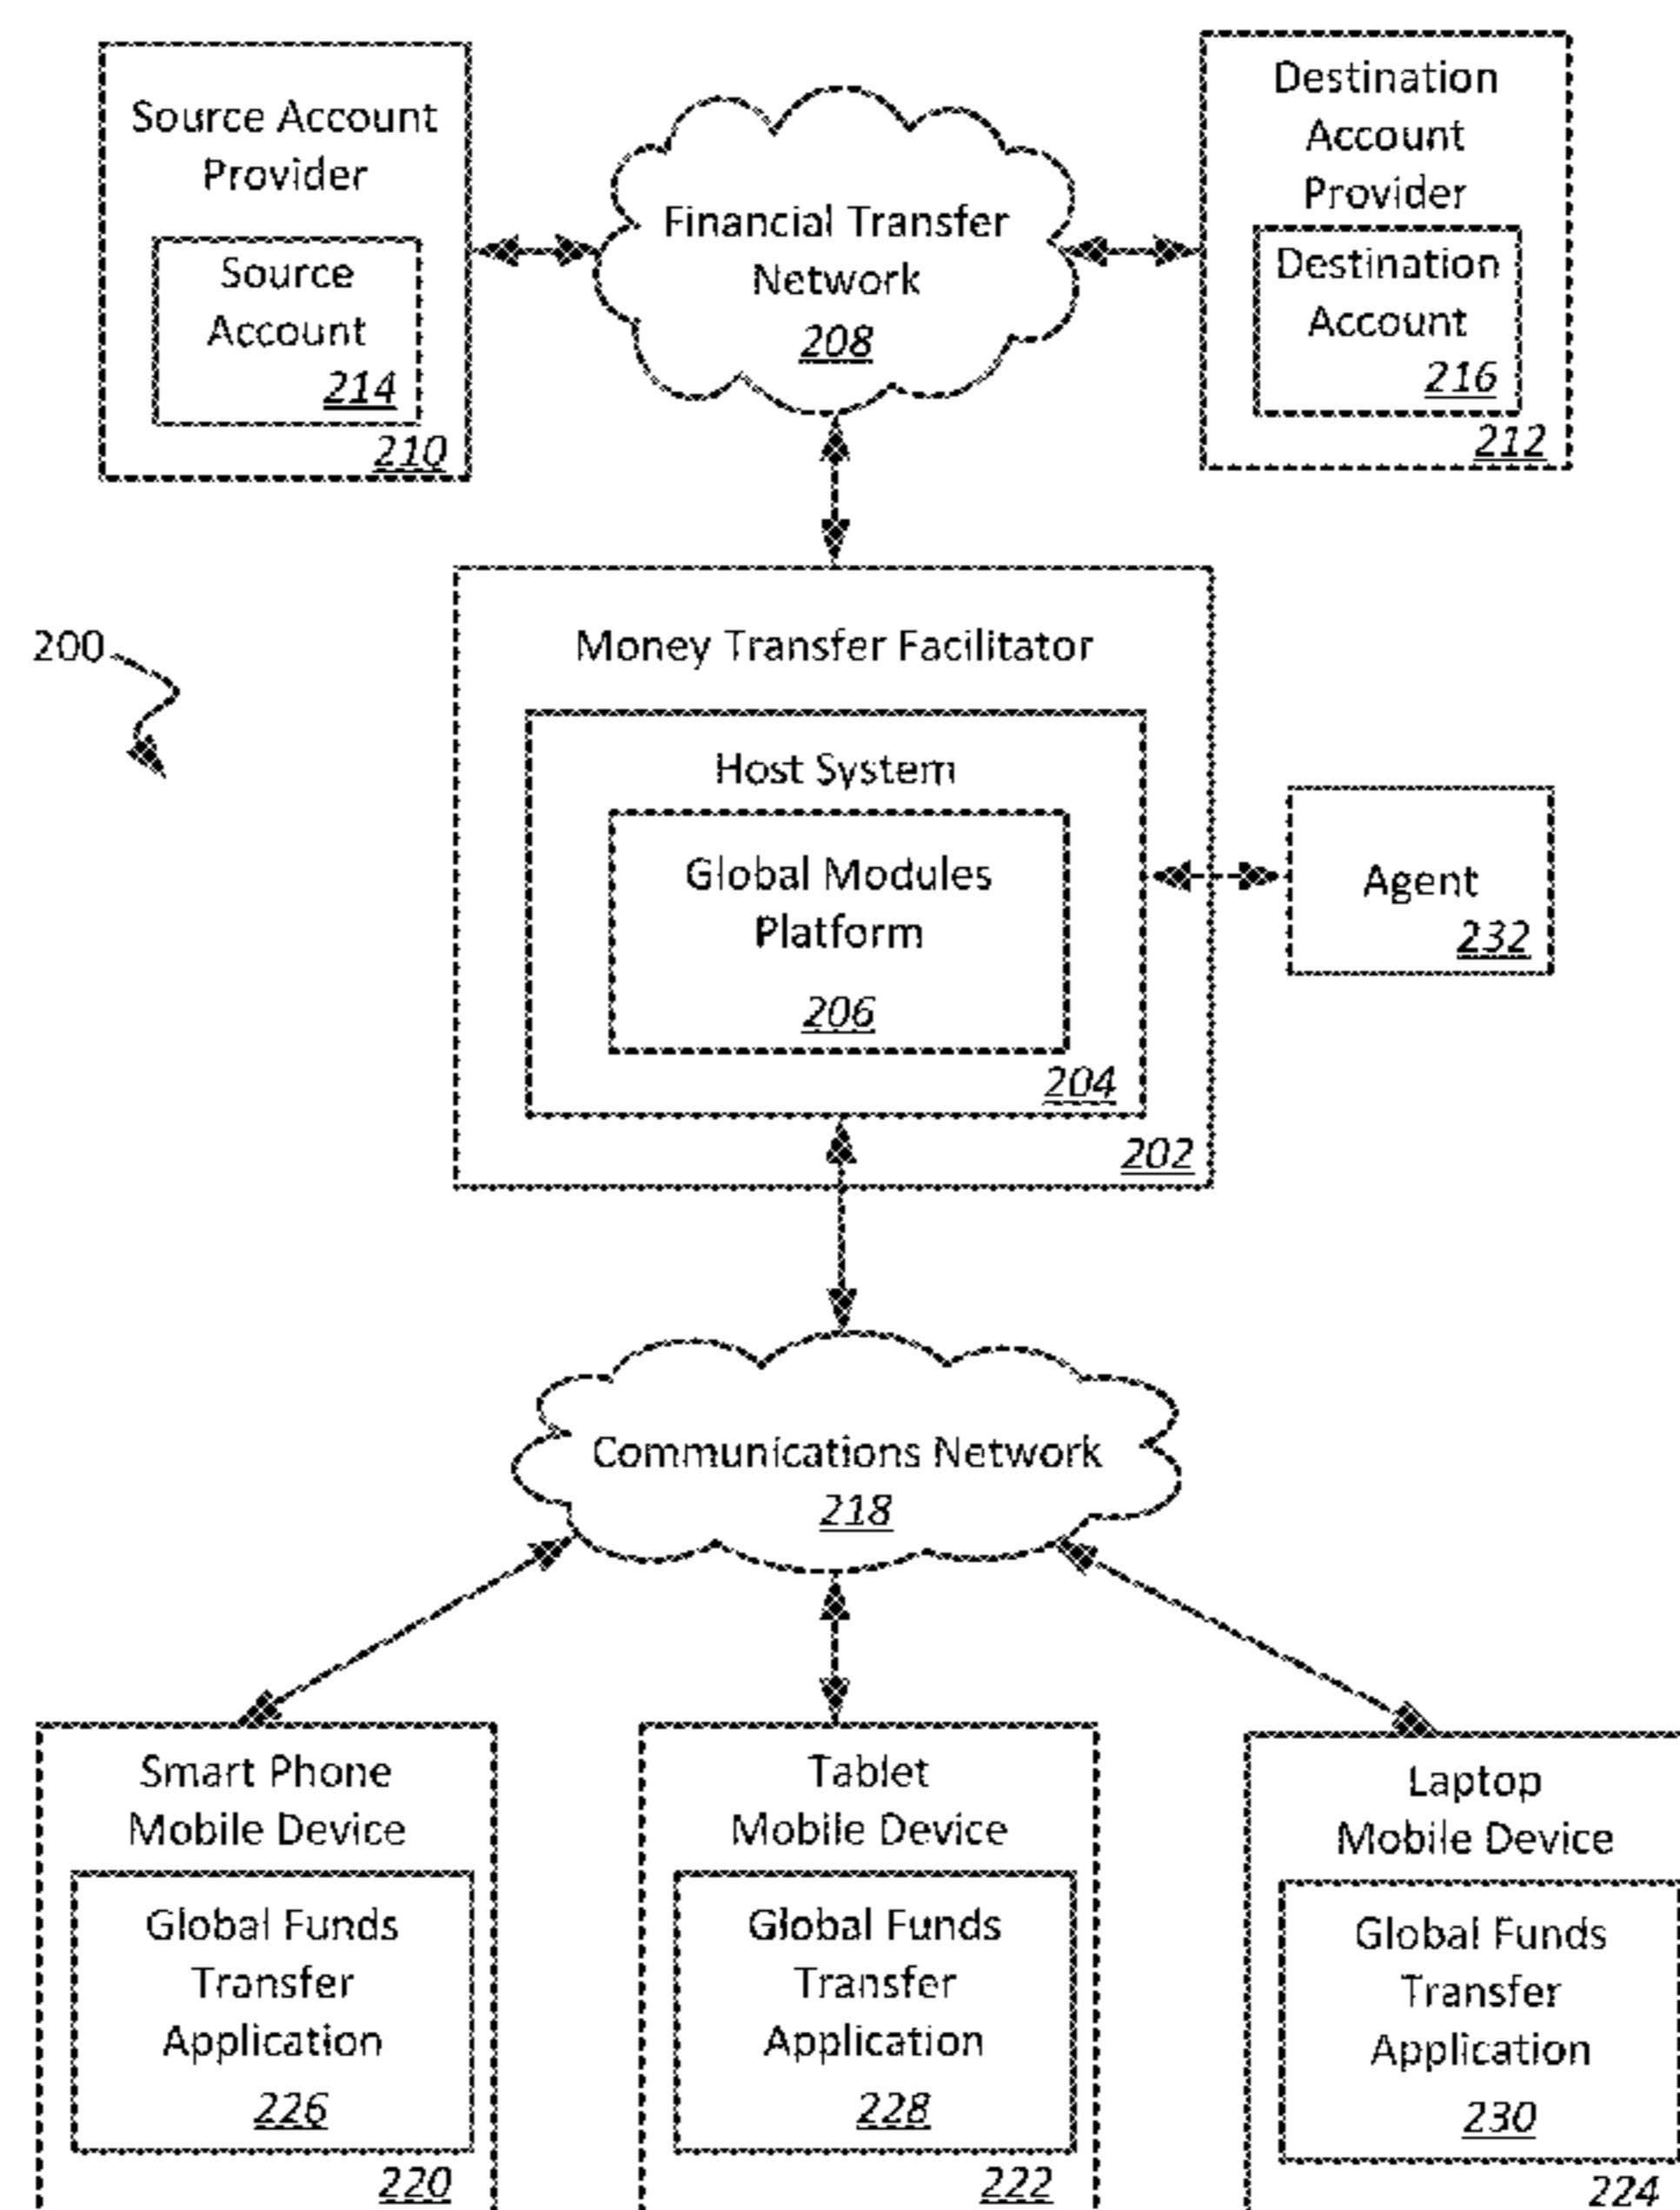 Source Account
Provider
Source
Account
214
210
Financial Transfer
Network
208
Destination
Account
Provider
Destination
Account
216
212
200
Money Transfer Facilitator
Host System
Global Modules
Platform
206
204
202
Agent
232
Communications Network
218
Smart Phone
Mobile Device
Global Funds
Transfer
Application
226
220
Tablet
Mobile Device
Global Funds
Transfer
Application
228
222
Laptop
Mobile Device
Global Funds
Transfer
Application
230
224